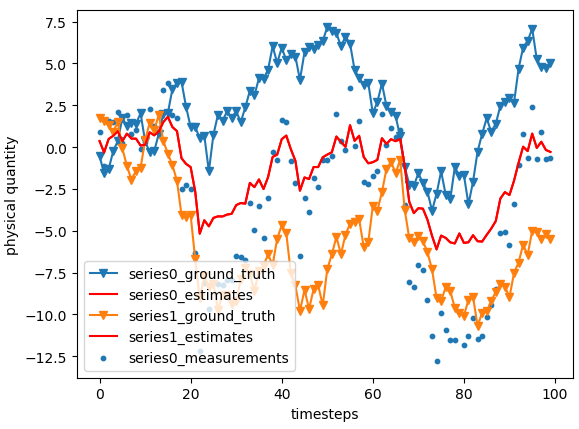 7.5
5.0
2.5
0.0
−2.5
−5.0
−7.5
−10.0
−12.5
physical quantity
series0_ground_truth
series0_estimates
series1_ground_truth
series1_estimates
series0_measurements
0 20 40 60 80 100
timesteps